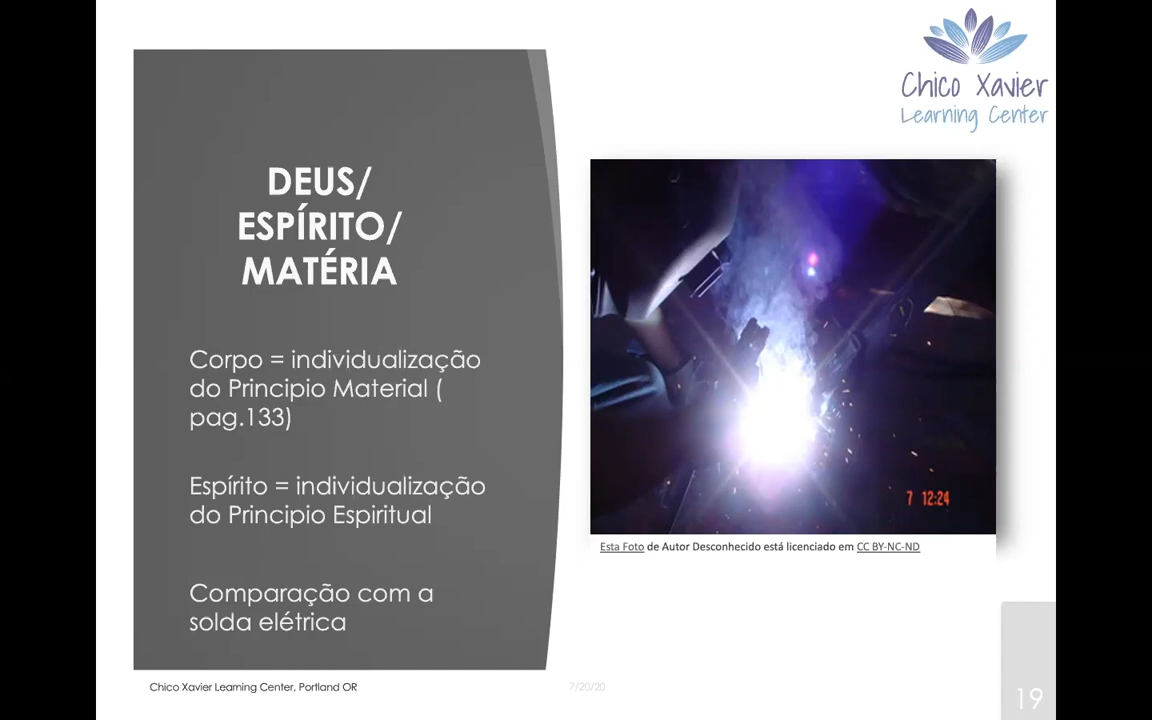 Chico Xavier
Learning Center
DEUS/
ESPÍRITO/
MATÉRIA
Corpo = individualização
do Principio Material (
pag.133)
Espírito = individualização
do Principio Espiritual
Comparação com a
solda elétrica
7 12:24
Esta Foto de Autor Desconhecido está licenciado em CC BY-NC-ND
Chico Xavier Learning Center, Portland OR
7/20/20
19